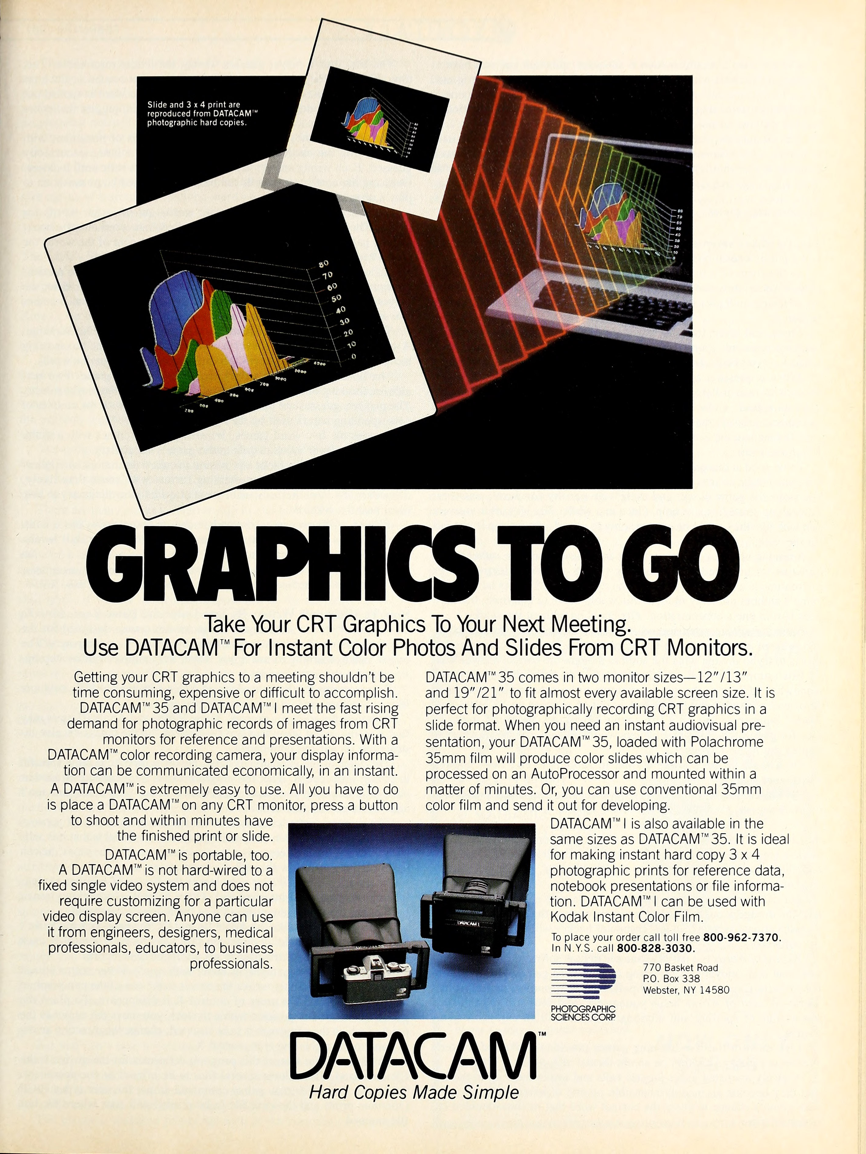 Slide and 3 x 4 print are
reproduced from DATACAM™
photographic hard copies.
80
70
60
50
40
30
20
10
0
GRAPHICS TO GO
Take Your CRT Graphics To Your Next Meeting.
Use DATACAM™ For Instant Color Photos And Slides From CRT Monitors.
Getting your CRT graphics to a meeting shouldn't be
time consuming, expensive or difficult to accomplish.
DATACAM™ 35 and DATACAM™ I meet the fast rising
demand for photographic records of images from CRT
monitors for reference and presentations. With a
DATACAM™ color recording camera, your display informa-
tion can be communicated economically, in an instant.
A DATACAM™ is extremely easy to use. All you have to do
is place a DATACAM™ on any CRT monitor, press a button
to shoot and within minutes have
the finished print or slide.
DATACAM™ is portable, too.
A DATACAM™ is not hard-wired to a
fixed single video system and does not
require customizing for a particular
video display screen. Anyone can use
it from engineers, designers, medical
professionals, educators, to business
professionals.
DATACAM™ 35 comes in two monitor sizes—12"/13"
and 19"/21" to fit almost every available screen size. It is
perfect for photographically recording CRT graphics in a
slide format. When you need an instant audiovisual pre-
sentation, your DATACAM™ 35, loaded with Polachrome
35mm film will produce color slides which can be
processed on an AutoProcessor and mounted within a
matter of minutes. Or, you can use conventional 35mm
color film and send it out for developing.
DATACAM™ I is also available in the
same sizes as DATACAM™ 35. It is ideal
for making instant hard copy 3 x 4
photographic prints for reference data,
notebook presentations or file informa-
tion. DATACAM™ I can be used with
Kodak Instant Color Film.
To place your order call toll free 800-962-7370.
In N.Y.S. call 800-828-3030.
770 Basket Road
P.O. Box 338
Webster, NY 14580
PHOTOGRAPHIC
SCIENCES CORP
DATACAM I
DATACAM™
Hard Copies Made Simple